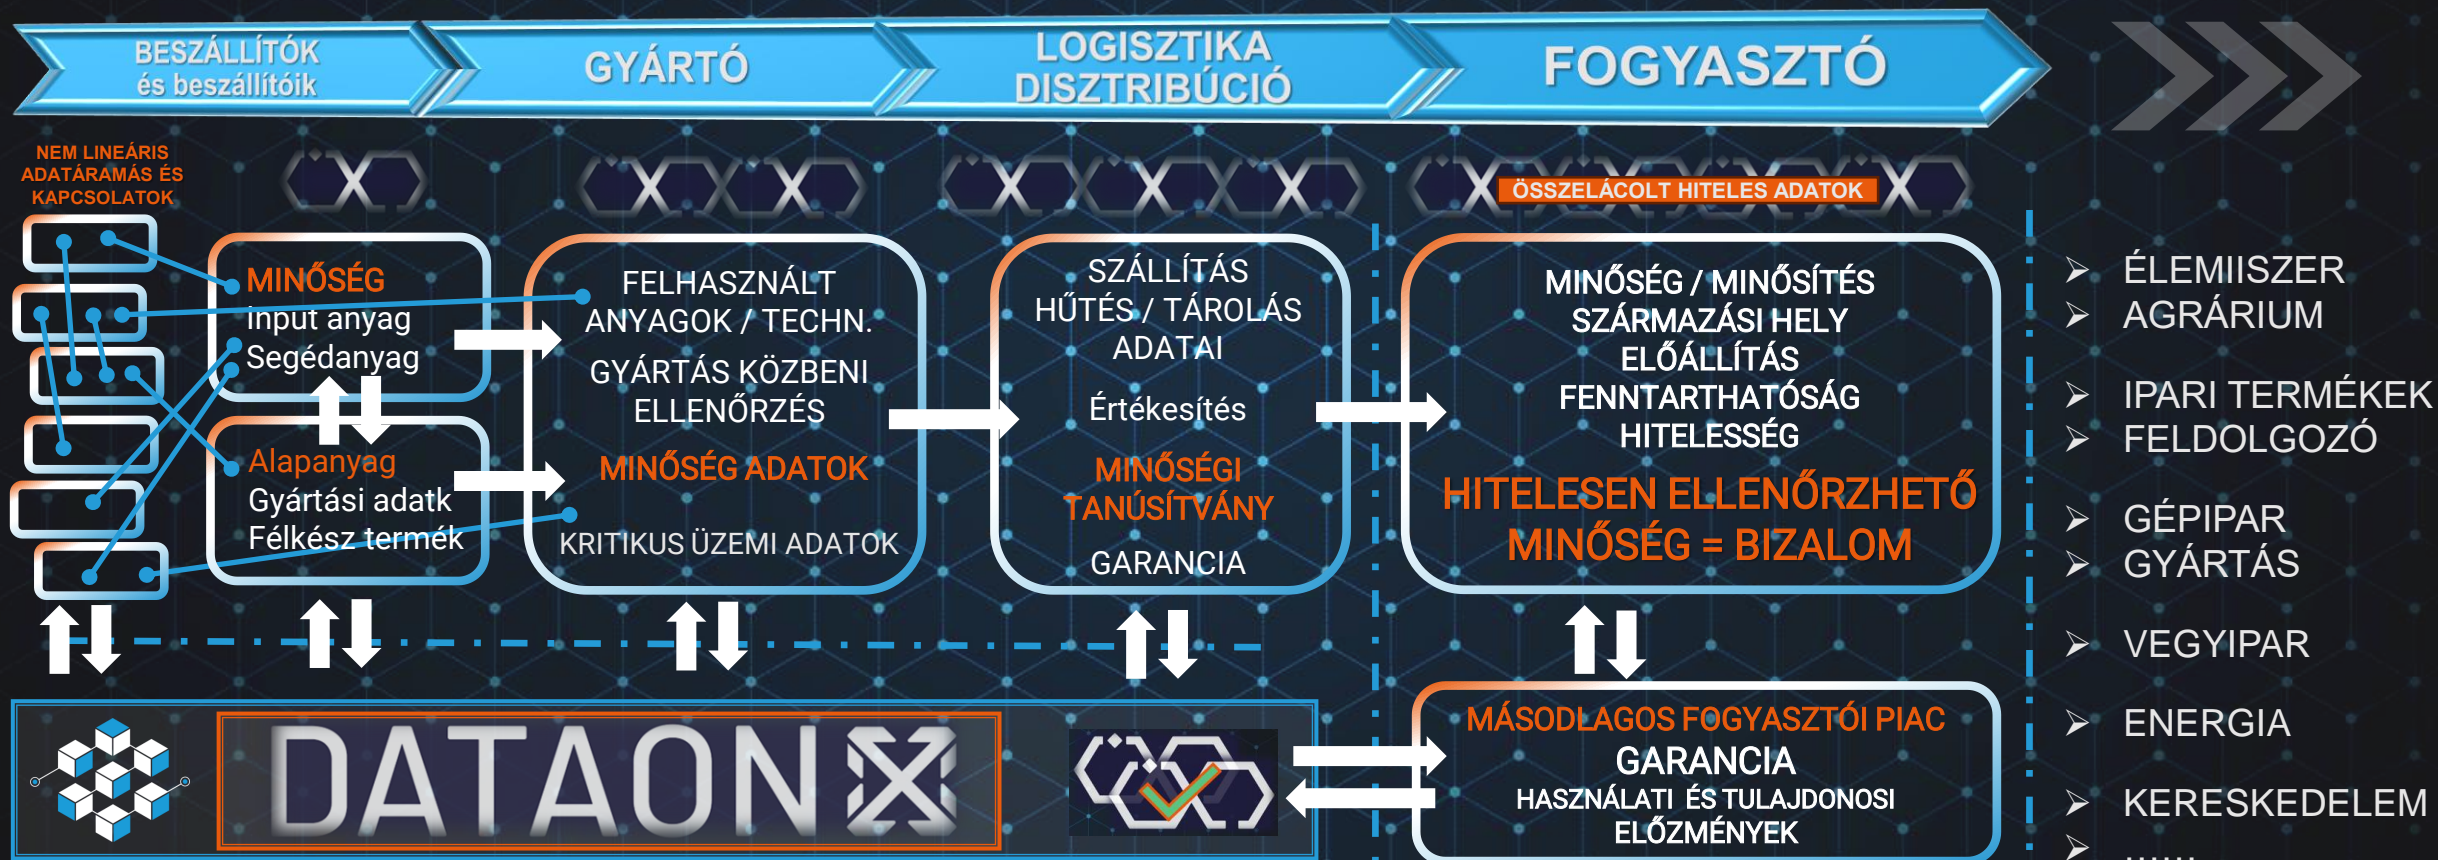 BESZÁLLÍTÓK
és beszállítóik
GYÁRTÓ
LOGISZTIKA
DISZTRIBÚCIÓ
FOGYASZTÓ
NEM LINEÁRIS
ADATÁRAMÁS ÉS
KAPCSOLATOK
ÖSSZELÁCOLT HITELES ADATOK
MINŐSÉG
Input anyag
Segédanyag
Alapanyag
Gyártási adatk
Félkész termék
FELHASZNÁLT
ANYAGOK / TECHN.
GYÁRTÁS KÖZBENI
ELLENŐRZÉS
MINŐSÉG ADATOK
KRITIKUS ÜZEMI ADATOK
SZÁLLÍTÁS
HŰTÉS / TÁROLÁS
ADATAI
Értékesítés
MINŐSÉGI
TANÚSÍTVÁNY
GARANCIA
MINŐSÉG / MINŐSÍTÉS
SZÁRMAZÁSI HELY
ELŐÁLLÍTÁS
FENNTARTHATÓSÁG
HITELESSÉG
HITELESEN ELLENŐRZHETŐ
MINŐSÉG = BIZALOM
MÁSODLAGOS FOGYASZTÓI PIAC
GARANCIA
HASZNÁLATI ÉS TULAJDONOSI
ELŐZMÉNYEK
DATAONX
➢ ÉLEMIISZER
➢ AGRÁRIUM
➢ IPARI TERMÉKEK
➢ FELDOLGOZÓ
➢ GÉPIPAR
➢ GYÁRTÁS
➢ VEGYIPAR
➢ ENERGIA
➢ KERESKEDELEM
➢ ......